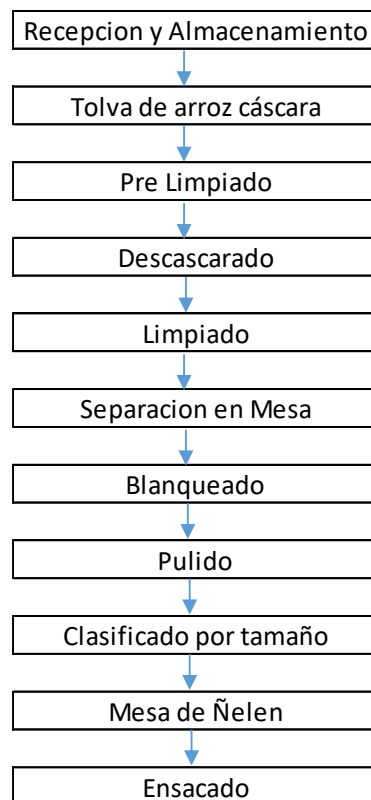 Recepcion y Almacenamiento
Tolva de arroz cáscara
Pre Limpiado
Descascarado
Limpiado
Separacion en Mesa
Blanqueado
Pulido
Clasificado por tamaño
Mesa de Ñelen
Ensacado